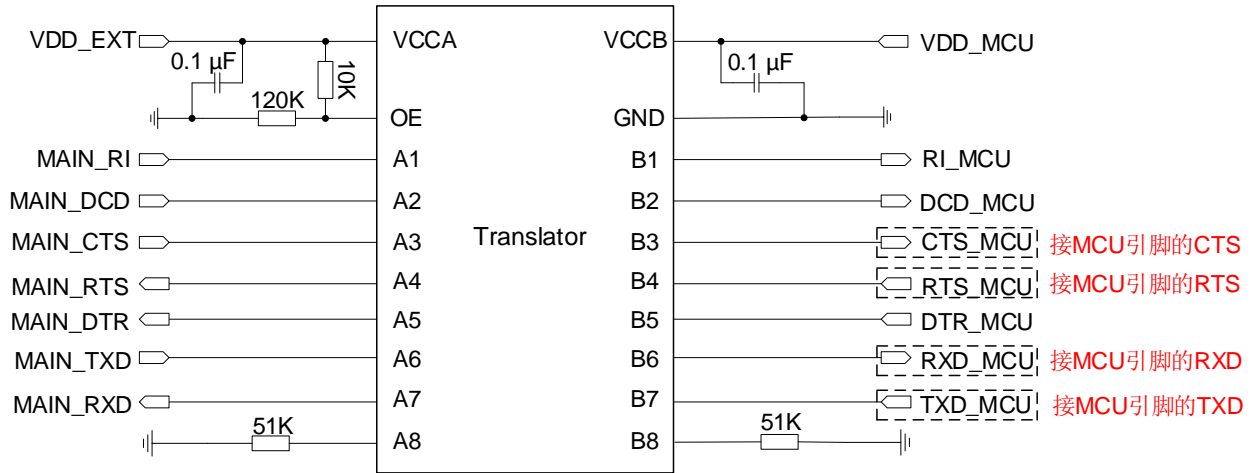 VDD_EXT VCCA VCCB VDD_MCU
0.1 µF 10K 0.1 µF
120K OE GND
MAIN_RI A1 B1 RI_MCU
MAIN_DCD A2 B2 DCD_MCU
MAIN_CTS A3 Translator B3 CTS_MCU 接MCU引脚的CTS
MAIN_RTS A4 B4 RTS_MCU 接MCU引脚的RTS
MAIN_DTR A5 B5 DTR_MCU
MAIN_TXD A6 B6 RXD_MCU 接MCU引脚的RXD
MAIN_RXD A7 B7 TXD_MCU 接MCU引脚的TXD
51K A8 B8 51K